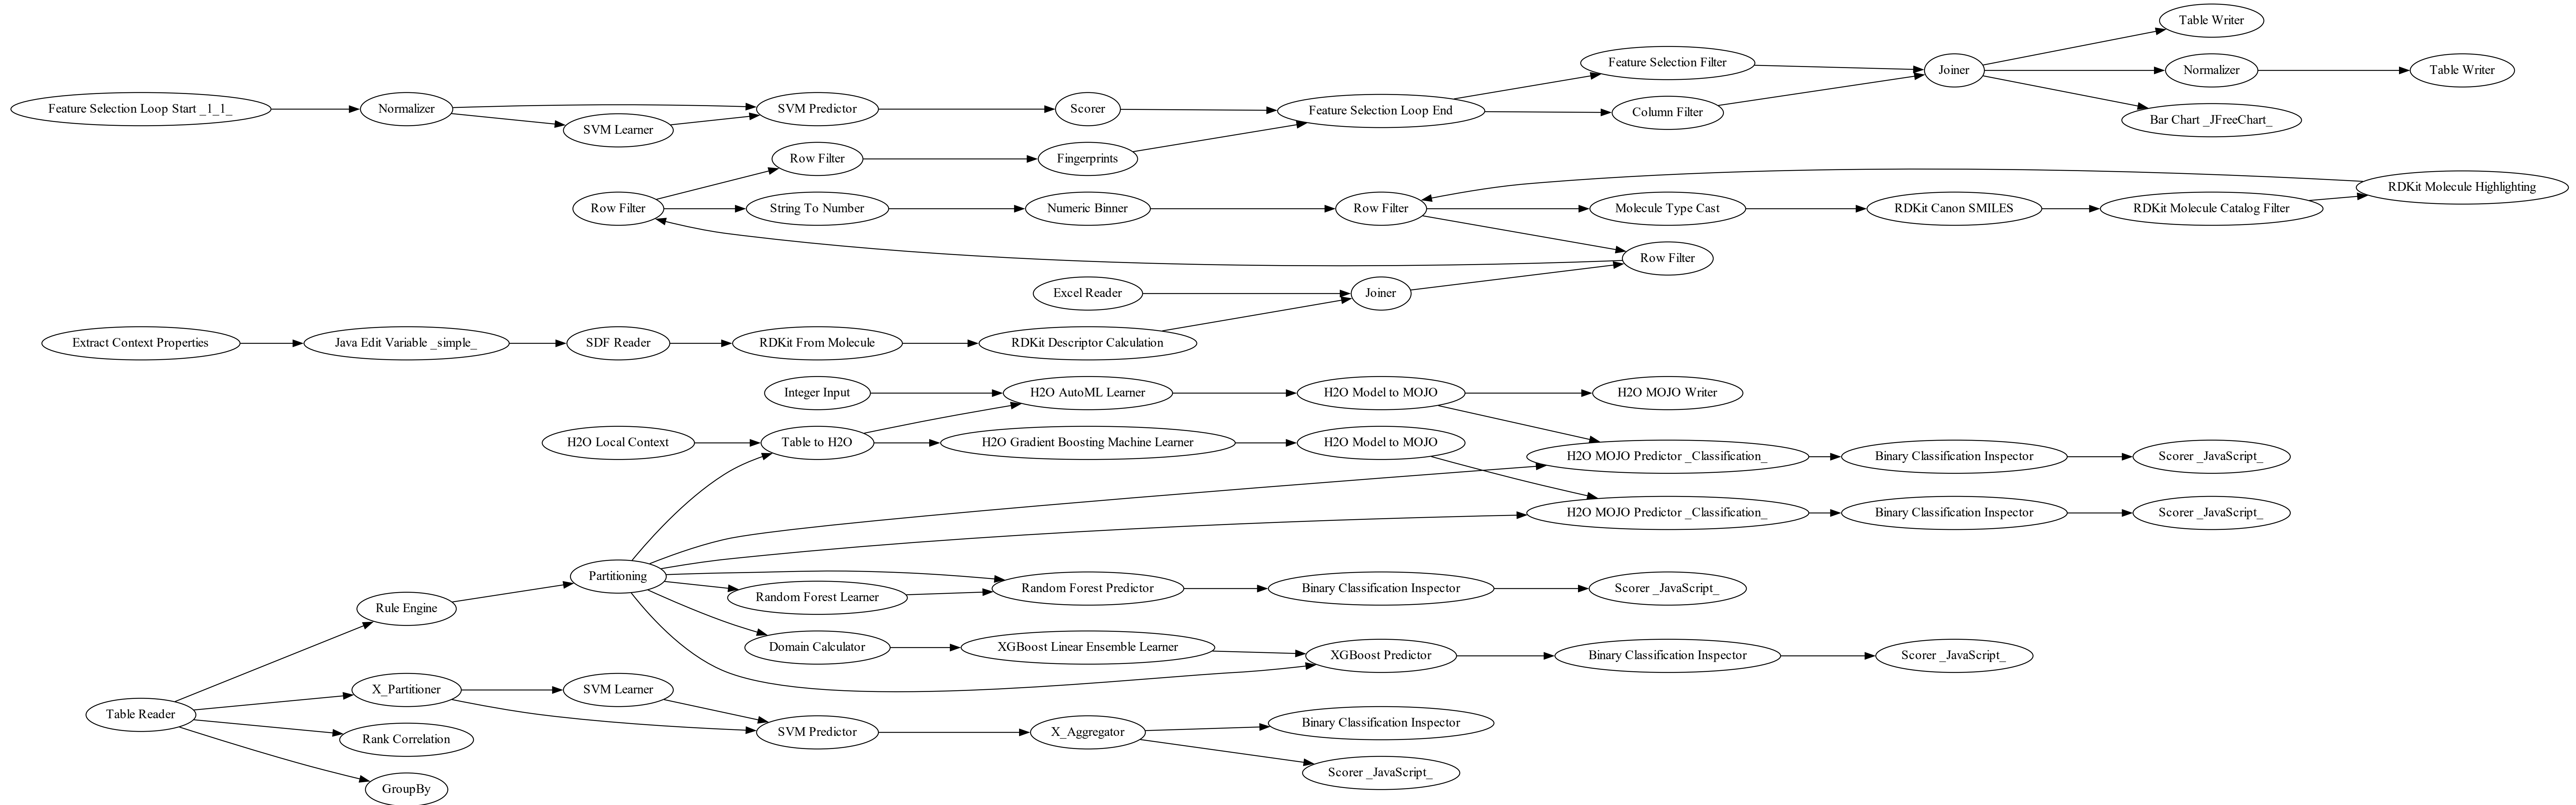 Table Writer
Feature Selection Filter
Joiner
Normalizer
Table Writer
Feature Selection Loop Start _1_1_
Normalizer
SVM Predictor
Scorer
Feature Selection Loop End
Column Filter
Bar Chart _JFreeChart_
SVM Learner
Row Filter
Fingerprints
RDKit Molecule Highlighting
Row Filter
String To Number
Numeric Binner
Row Filter
Molecule Type Cast
RDKit Canon SMILES
RDKit Molecule Catalog Filter
Row Filter
Excel Reader
Joiner
Extract Context Properties
Java Edit Variable _simple_
SDF Reader
RDKit From Molecule
RDKit Descriptor Calculation
Integer Input
H2O AutoML Learner
H2O Model to MOJO
H2O MOJO Writer
H2O Local Context
Table to H2O
H2O Gradient Boosting Machine Learner
H2O Model to MOJO
H2O MOJO Predictor _Classification_
Binary Classification Inspector
Scorer _JavaScript_
H2O MOJO Predictor _Classification_
Binary Classification Inspector
Scorer _JavaScript_
Partitioning
Random Forest Learner
Random Forest Predictor
Binary Classification Inspector
Scorer _JavaScript_
Rule Engine
Domain Calculator
XGBoost Linear Ensemble Learner
XGBoost Predictor
Binary Classification Inspector
Scorer _JavaScript_
Table Reader
X_Partitioner
SVM Learner
Rank Correlation
SVM Predictor
X_Aggregator
Binary Classification Inspector
Scorer _JavaScript_
GroupBy